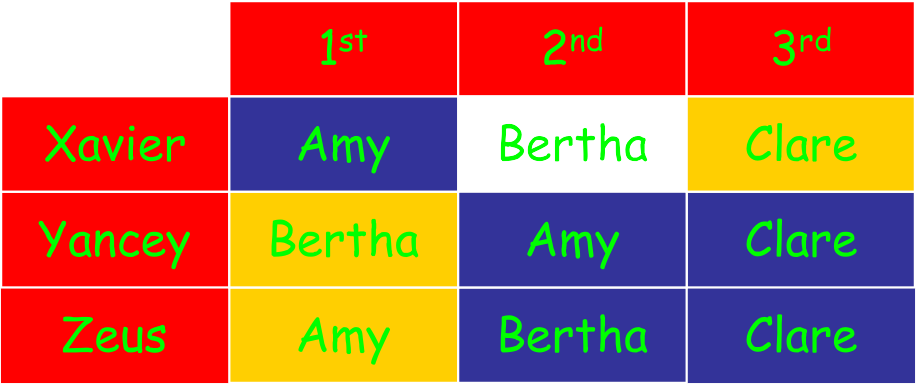 1st 2nd 3rd
Xavier Amy Bertha Clare
Yancey Bertha Amy Clare
Zeus Amy Bertha Clare